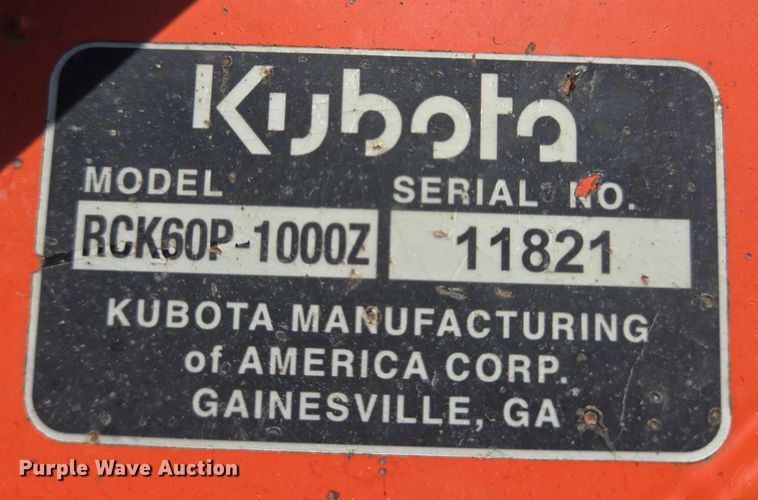 Kubota
MODEL SERIAL NO.
RCK60P-1000Z 11821
KUBOTA MANUFACTURING
of AMERICA CORP.
GAINESVILLE, GA
Purple Wave Auction